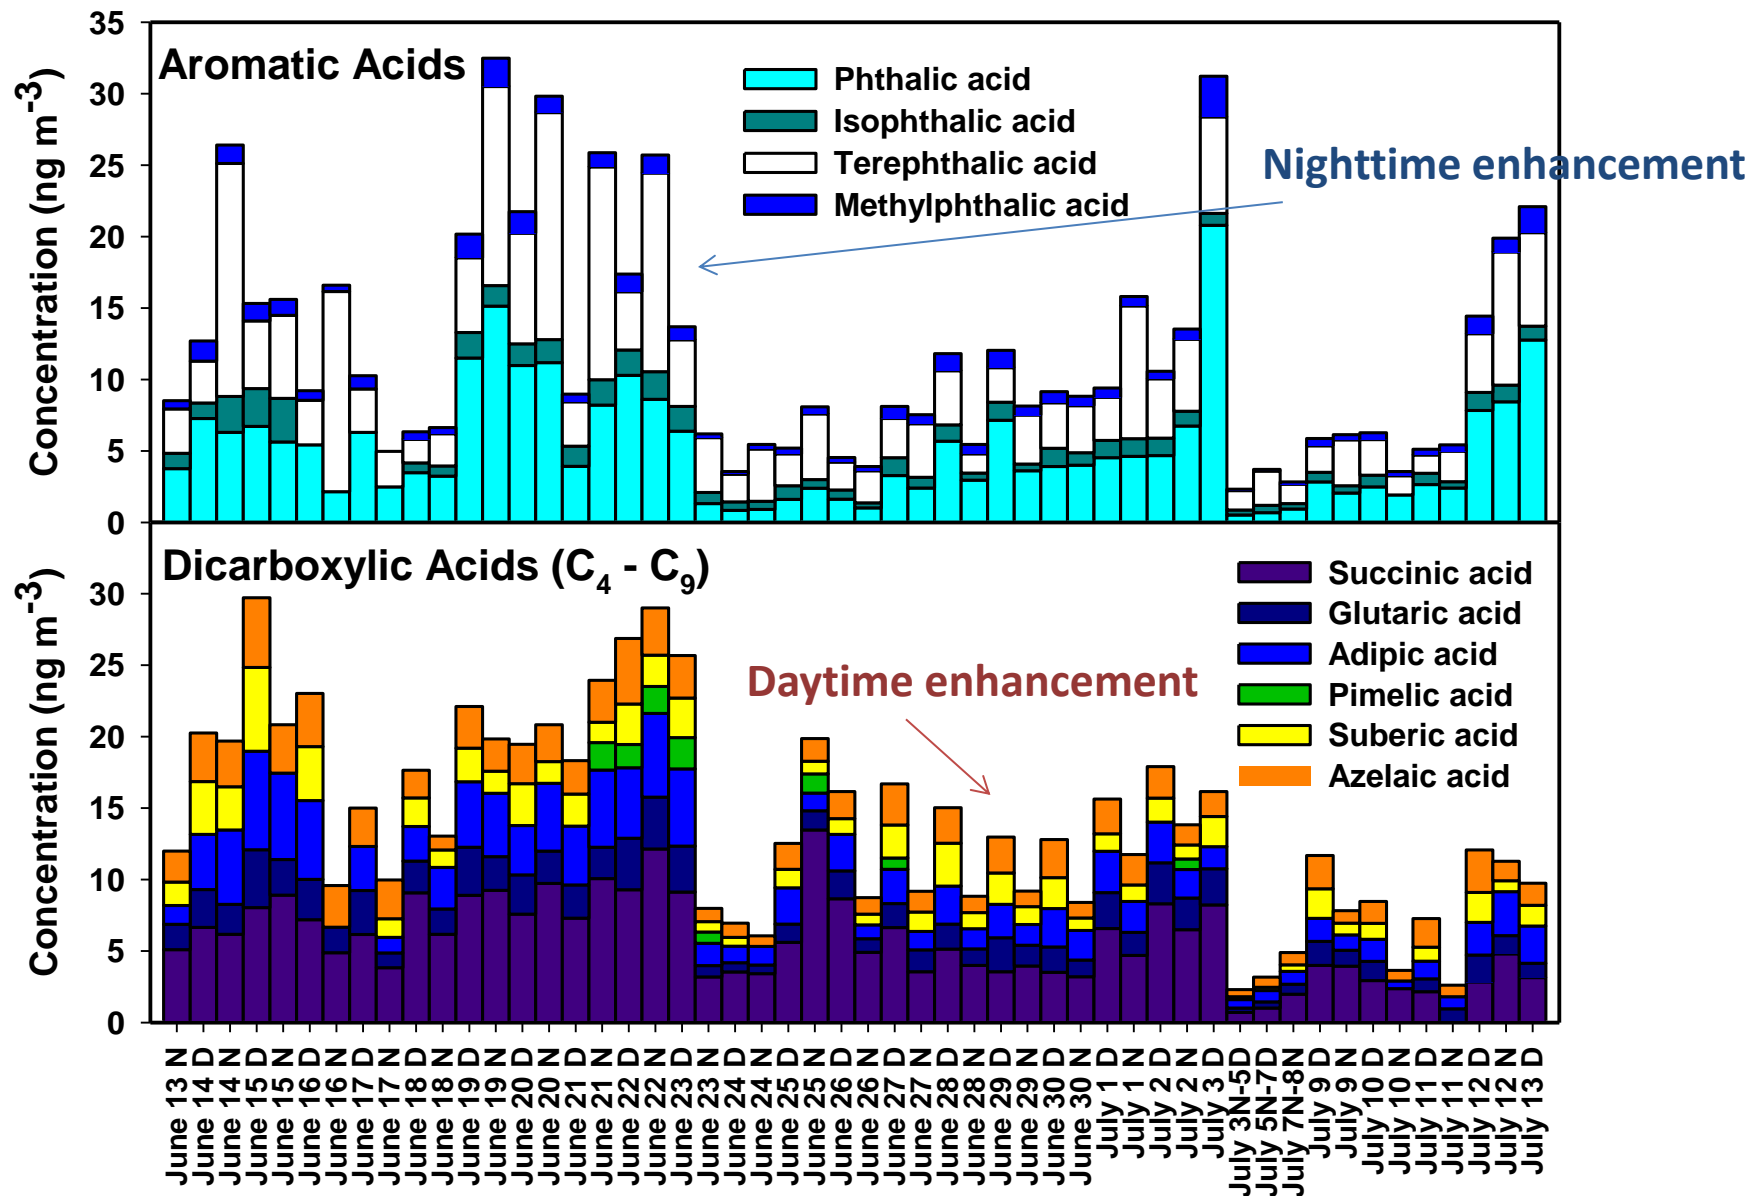 Aromatic Acids
Phthalic acid
Isophthalic acid
Terephthalic acid
Methylphthalic acid
Nighttime enhancement
Concentration (ng m⁻³)
35
30
25
20
15
10
5
0
Dicarboxylic Acids (C₄ - C₉)
Succinic acid
Glutaric acid
Adipic acid
Pimelic acid
Suberic acid
Azelaic acid
Daytime enhancement
Concentration (ng m⁻³)
30
25
20
15
10
5
0
June 13 N
June 14 D
June 14 N
June 15 D
June 15 N
June 16 D
June 16 N
June 17 D
June 17 N
June 18 D
June 18 N
June 19 D
June 19 N
June 20 D
June 20 N
June 21 D
June 21 N
June 22 D
June 22 N
June 23 D
June 23 N
June 24 D
June 24 N
June 25 D
June 25 N
June 26 D
June 26 N
June 27 D
June 27 N
June 28 D
June 28 N
June 29 D
June 29 N
June 30 D
June 30 N
July 1 D
July 1 N
July 2 D
July 2 N
July 3 D
July 3N-5D
July 5N-7D
July 7N-8N
July 9 D
July 9 N
July 10 D
July 10 N
July 11 D
July 11 N
July 12 D
July 12 N
July 13 D